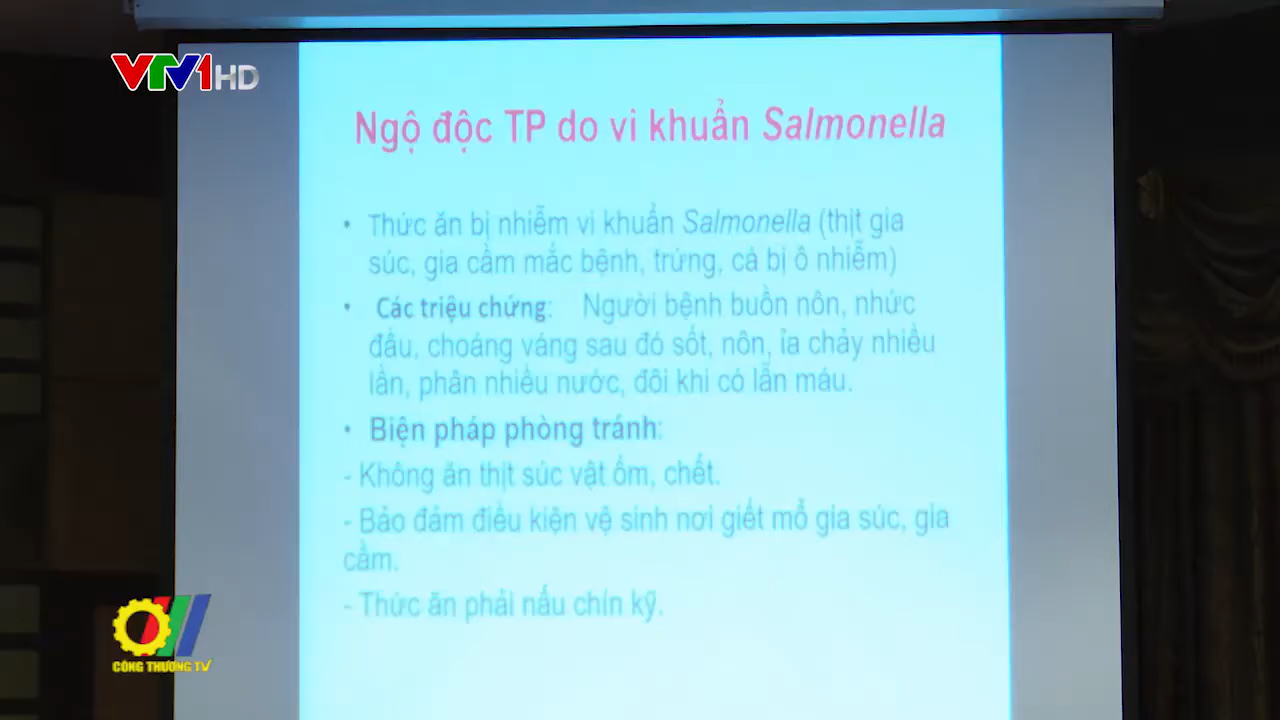 VTV1 HD
Ngộ độc TP do vi khuẩn Salmonella
• Thức ăn bị nhiễm vi khuẩn Salmonella (thịt gia
súc, gia cầm mắc bệnh, trứng, cá bị ô nhiễm)
• Các triệu chứng: Người bệnh buồn nôn, nhức
đầu, choáng váng sau đó sốt, nôn, ỉa chảy nhiều
lần, phân nhiều nước, đôi khi có lẫn máu.
• Biện pháp phòng tránh:
- Không ăn thịt súc vật ốm, chết.
- Bảo đảm điều kiện vệ sinh nơi giết mổ gia súc, gia
cầm.
- Thức ăn phải nấu chín kỹ.
CÔNG THƯƠNG TV